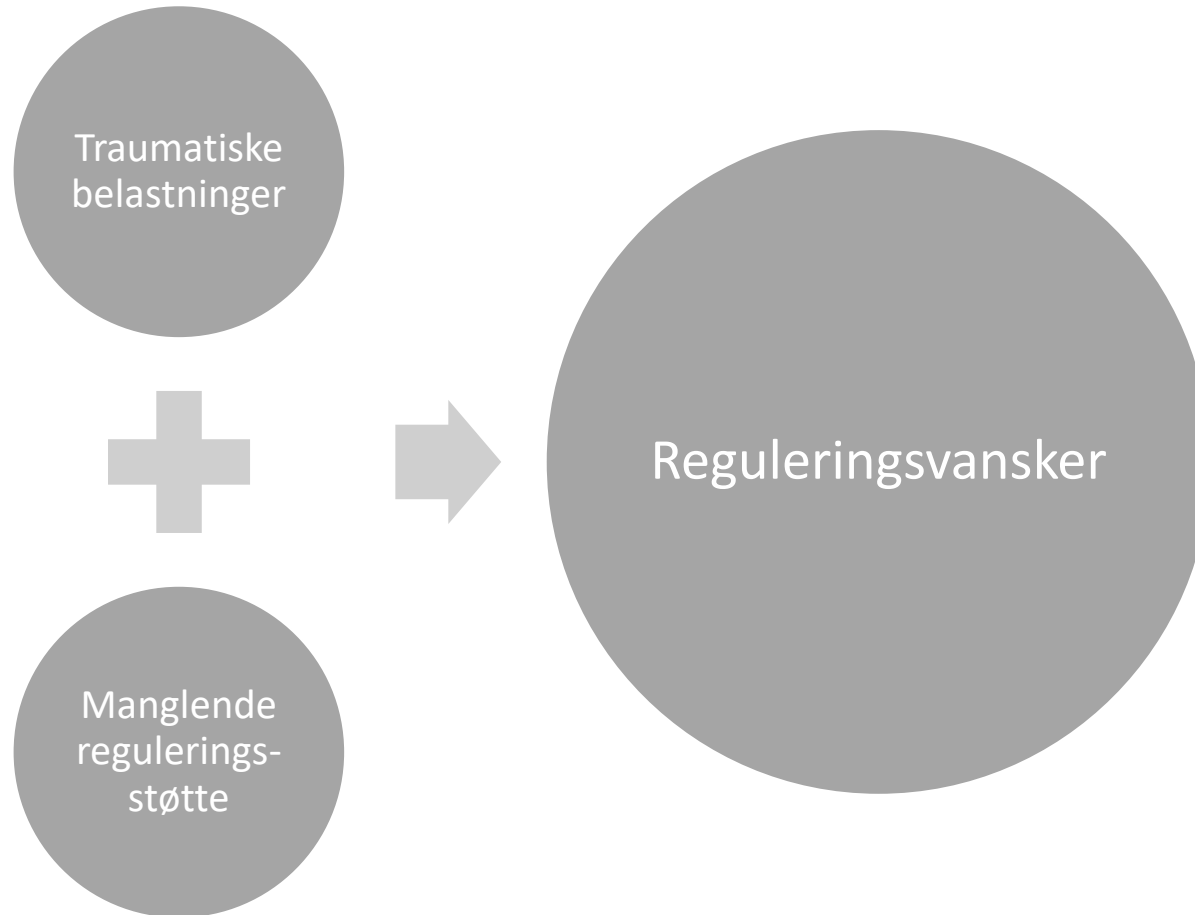 Traumatiske
belastninger
Manglende
regulerings-
støtte
Reguleringsvansker